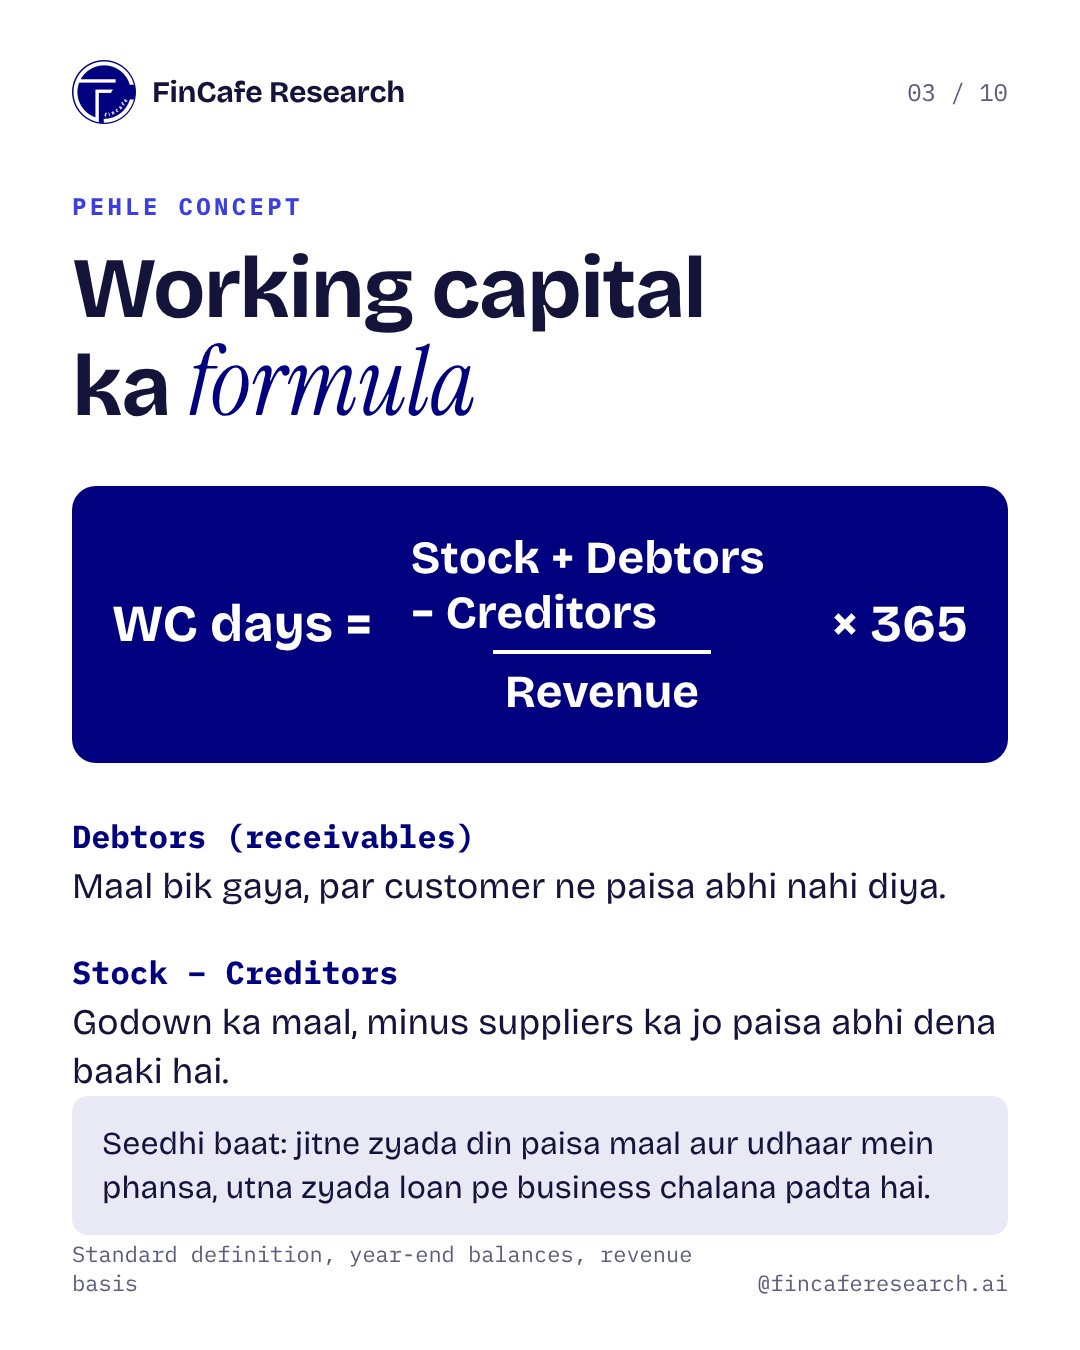 FinCafe Research
03 / 10
PEHLE CONCEPT
Working capital
ka formula
Stock + Debtors
− Creditors
WC days =
× 365
Revenue
Debtors (receivables)
Maal bik gaya, par customer ne paisa abhi nahi diya.
Stock − Creditors
Godown ka maal, minus suppliers ka jo paisa abhi dena
baaki hai.
Seedhi baat: jitne zyada din paisa maal aur udhaar mein
phansa, utna zyada loan pe business chalana padta hai.
Standard definition, year-end balances, revenue
basis
@fincaferesearch.ai